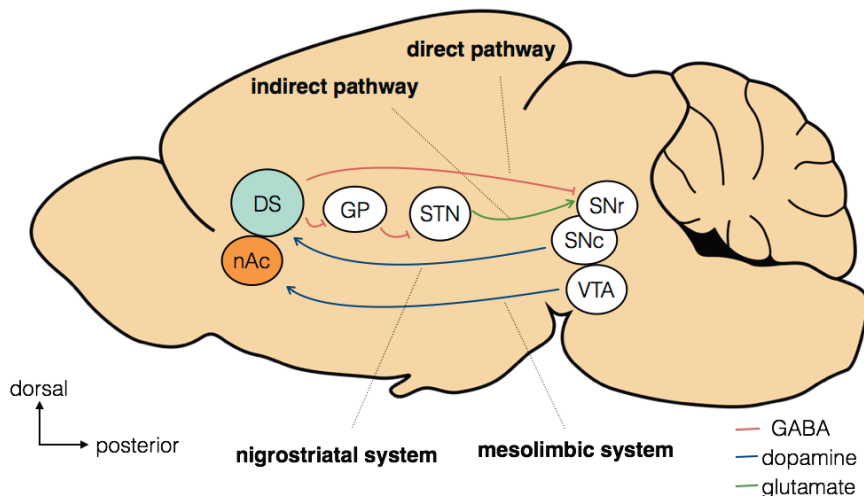 direct pathway
indirect pathway
DS
GP
STN
SNr
SNc
nAc
VTA
dorsal
posterior
nigrostriatal system
mesolimbic system
GABA
dopamine
glutamate